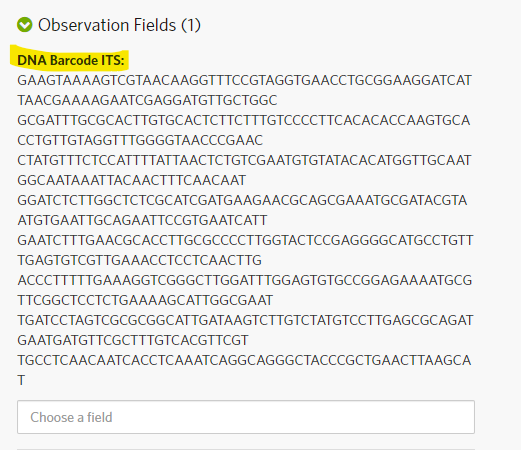 Observation Fields (1)
DNA Barcode ITS:
GAAGTAAAAGTCGTAACAAGGTTTCCGTAGGTGAACCTGCGGAAGGATCAT
TAACGAAAAGAATCGAGGATGTTGCTGGC
GCGATTTGCGCACTTGTGCACTCTTCTTTGTCCCCTTCACACACCAAGTGCA
CCTGTTGTAGGTTTGGGGTAACCCGAAC
CTATGTTTCTCCATTTTATTAACTCTGTCGAATGTGTATACACATGGTTGCAAT
GGCAATAAATTACAACTTTCAACAAT
GGATCTCTTGGCTCTCGCATCGATGAAGAACGCAGCGAAATGCGATACGTA
ATGTGAATTGCAGAATTCCGTGAATCATT
GAATCTTTGAACGCACCTTGCGCCCCTTGGTACTCCGAGGGGCATGCCTGTT
TGAGTGTCGTTGAAACCTCCTCAACTTG
ACCCTTTTTGAAAGGTCGGGCTTGGATTTGGAGTGTGCCGGAGAAAATGCG
TTCGGCTCCTCTGAAAAGCATTGGCGAAT
TGATCCTAGTCGCGCGGCATTGATAAGTCTTGTCTATGTCCTTGAGCGCAGAT
GAATGATGTTCGCTTTGTCACGTTCGT
TGCCTCAACAATCACCTCAAATCAGGCAGGGCTACCCGCTGAACTTAAGCA
T
Choose a field